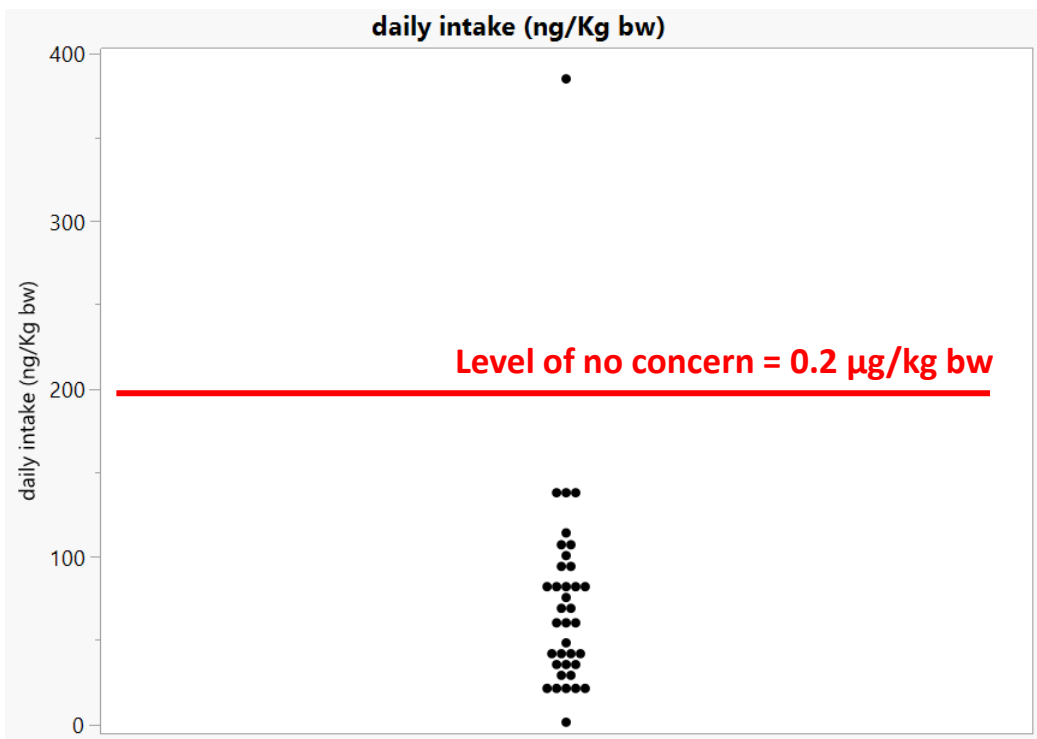 daily intake (ng/Kg bw)
400
300
Level of no concern = 0.2 µg/kg bw
200
100
0
daily intake (ng/Kg bw)